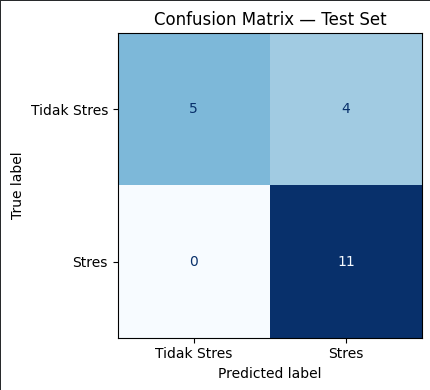 Confusion Matrix — Test Set
True label
Tidak Stres
5
4
Stres
0
11
Tidak Stres
Stres
Predicted label